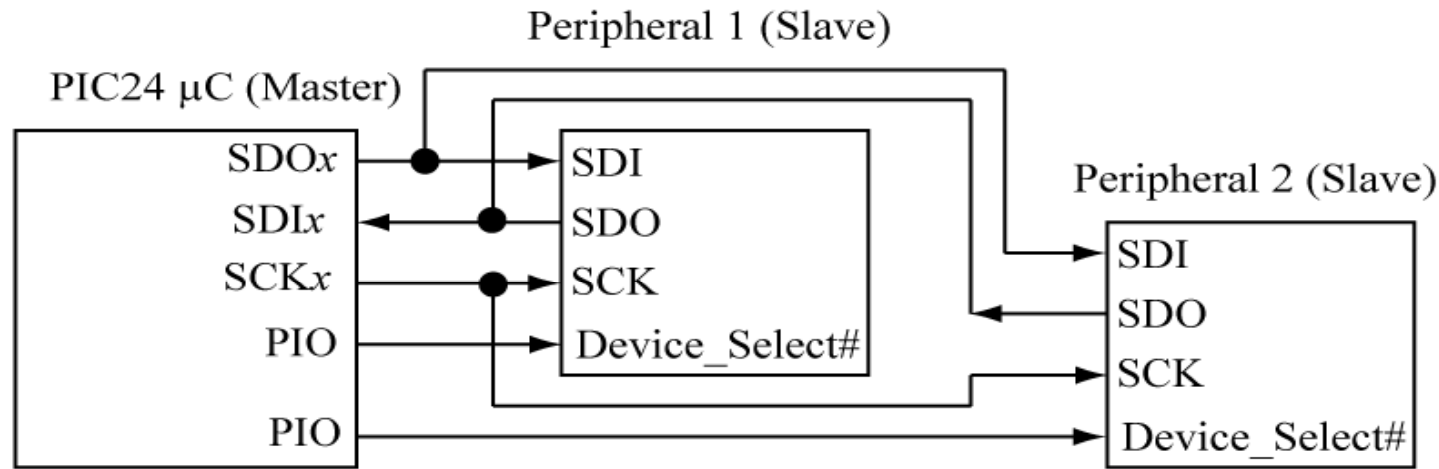 Peripheral 1 (Slave)
PIC24 μC (Master)
SDOx
SDIx
SCKx
PIO
PIO
SDI
SDO
SCK
Device_Select#
Peripheral 2 (Slave)
SDI
SDO
SCK
Device_Select#